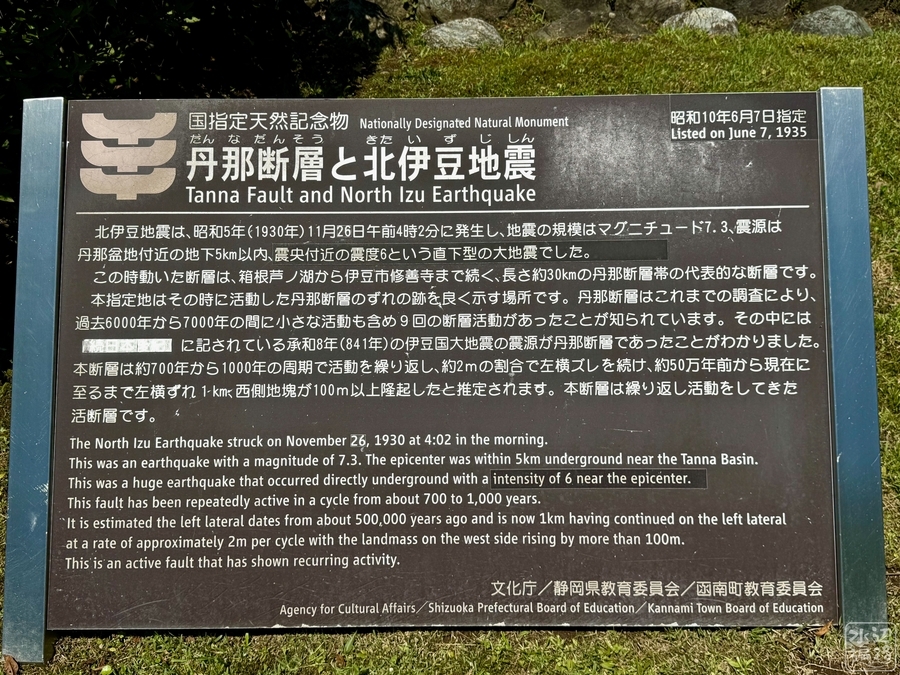 国指定天然記念物 Nationally Designated Natural Monument
昭和10年6月7日指定
Listed on June 7, 1935
だん な だん そう きた い ず じ しん
丹那断層と北伊豆地震
Tanna Fault and North Izu Earthquake
北伊豆地震は、昭和5年(1930年)11月26日午前4時2分に発生し、地震の規模はマグニチュード7.3、震源は
丹那盆地付近の地下5km以内、震央付近の震度6という直下型の大地震でした。
この時動いた断層は、箱根芦ノ湖から伊豆市修善寺まで続く、長さ約30kmの丹那断層帯の代表的な断層です。
本指定地はその時に活動した丹那断層のずれの跡を良く示す場所です。丹那断層はこれまでの調査により、
過去6000年から7000年の間に小さな活動も含め9回の断層活動があったことが知られています。その中には
に記されている承和8年(841年)の伊豆国大地震の震源が丹那断層であったことがわかりました。
本断層は約700年から1000年の周期で活動を繰り返し、約2mの割合で左横ズレを続け、約50万年前から現在に
至るまで左横ずれ1km、西側地塊が100m以上隆起したと推定されます。本断層は繰り返し活動をしてきた
活断層です。
The North Izu Earthquake struck on November 26, 1930 at 4:02 in the morning.
This was an earthquake with a magnitude of 7.3. The epicenter was within 5km underground near the Tanna Basin.
This was a huge earthquake that occurred directly underground with a intensity of 6 near the epicenter.
This fault has been repeatedly active in a cycle from about 700 to 1,000 years.
It is estimated the left lateral dates from about 500,000 years ago and is now 1km having continued on the left lateral
at a rate of approximately 2m per cycle with the landmass on the west side rising by more than 100m.
This is an active fault that has shown recurring activity.
文化庁／静岡県教育委員会／函南町教育委員会
Agency for Cultural Affairs／Shizuoka Prefectural Board of Education／Kannami Town Board of Education